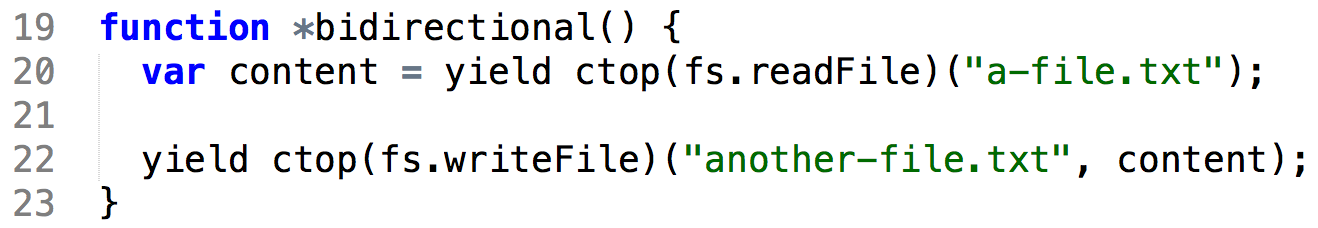 19 function *bidirectional() {
20   var content = yield ctop(fs.readFile)("a-file.txt");
21
22   yield ctop(fs.writeFile)("another-file.txt", content);
23 }